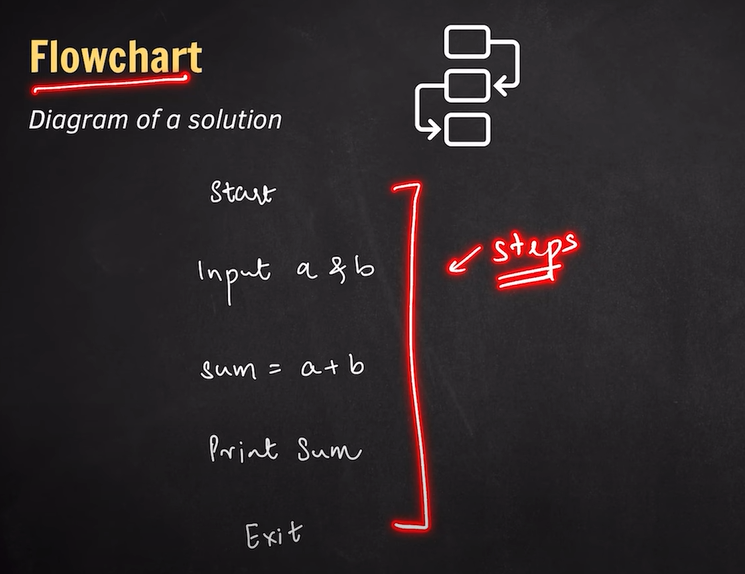 Flowchart
Diagram of a solution
Start
Input a & b
steps
sum = a + b
Print Sum
Exit